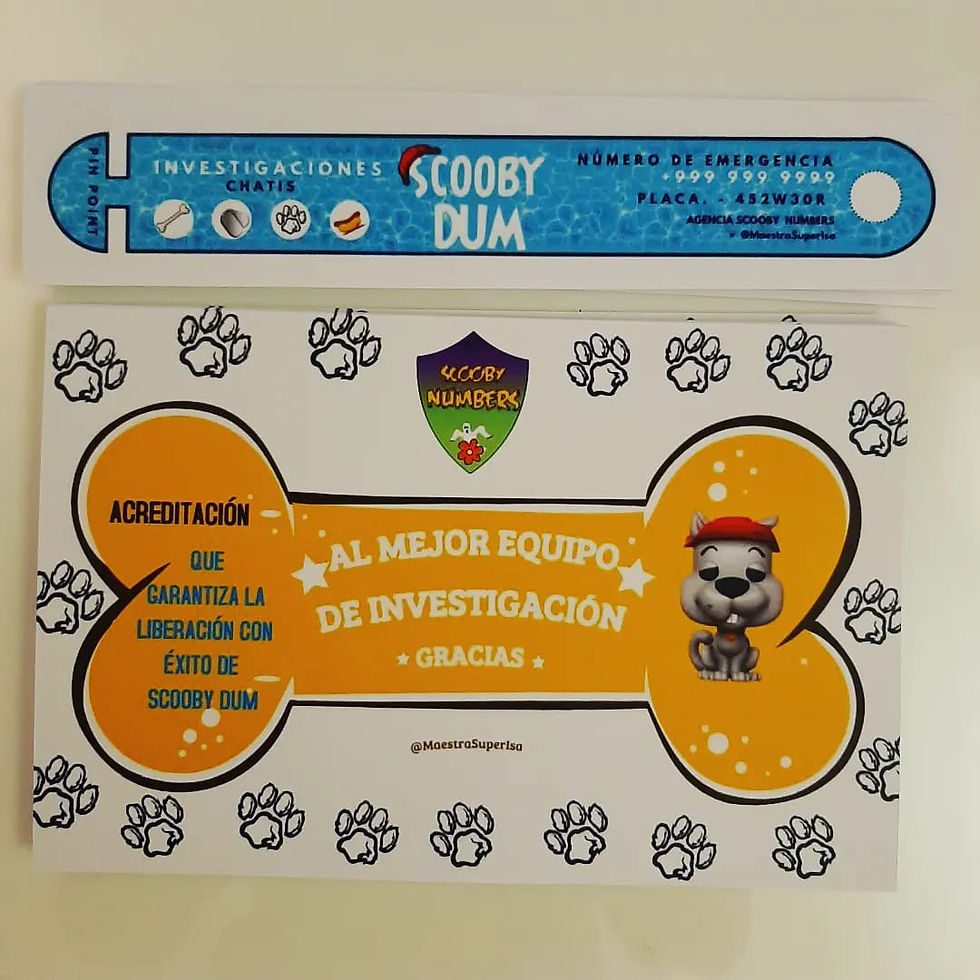 PIN POINT
INVESTIGACIONES
CHATIS
SCOOBY
DUM
NÚMERO DE EMERGENCIA
+999 999 9999
PLACA. - 452W30R
AGENCIA SCOOBY NUMBERS
@MaestraSuperIsa
SCOOBY
NUMBERS
ACREDITACIÓN
QUE
GARANTIZA LA
LIBERACIÓN CON
ÉXITO DE
SCOOBY DUM
AL MEJOR EQUIPO
DE INVESTIGACIÓN
GRACIAS
@MaestraSuperIsa